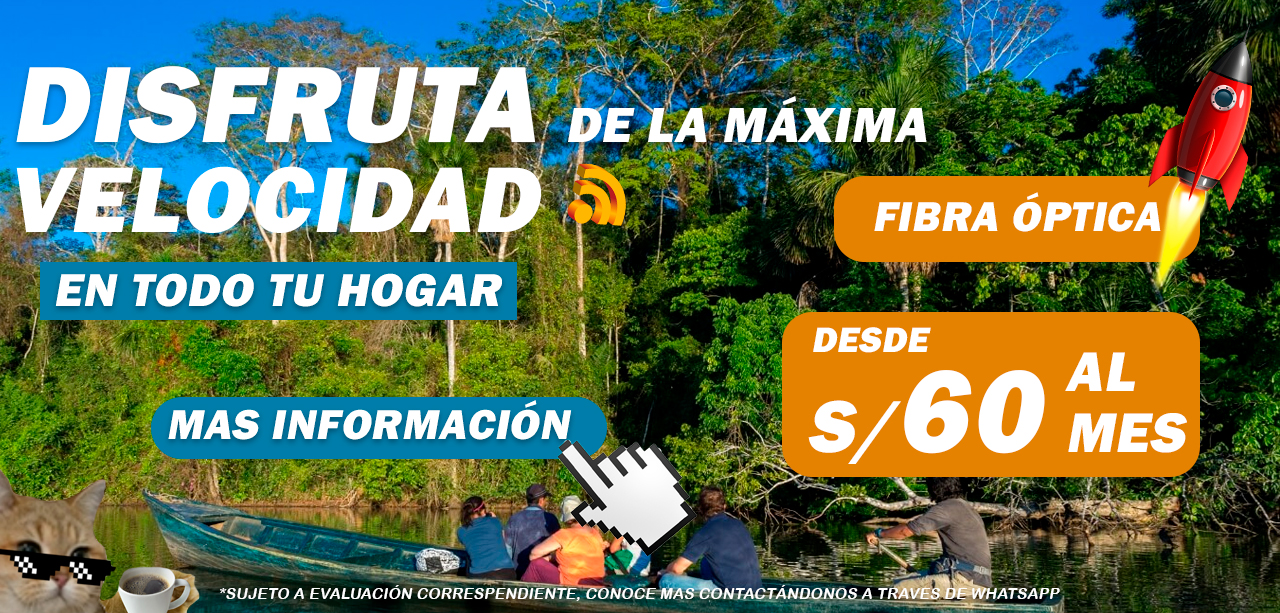 DISFRUTA DE LA MÁXIMA
VELOCIDAD
EN TODO TU HOGAR
MAS INFORMACIÓN
FIBRA ÓPTICA
DESDE
S/60 AL
MES
*SUJETO A EVALUACIÓN CORRESPONDIENTE, CONOCE MAS CONTACTÁNDONOS A TRAVES DE WHATSAPP